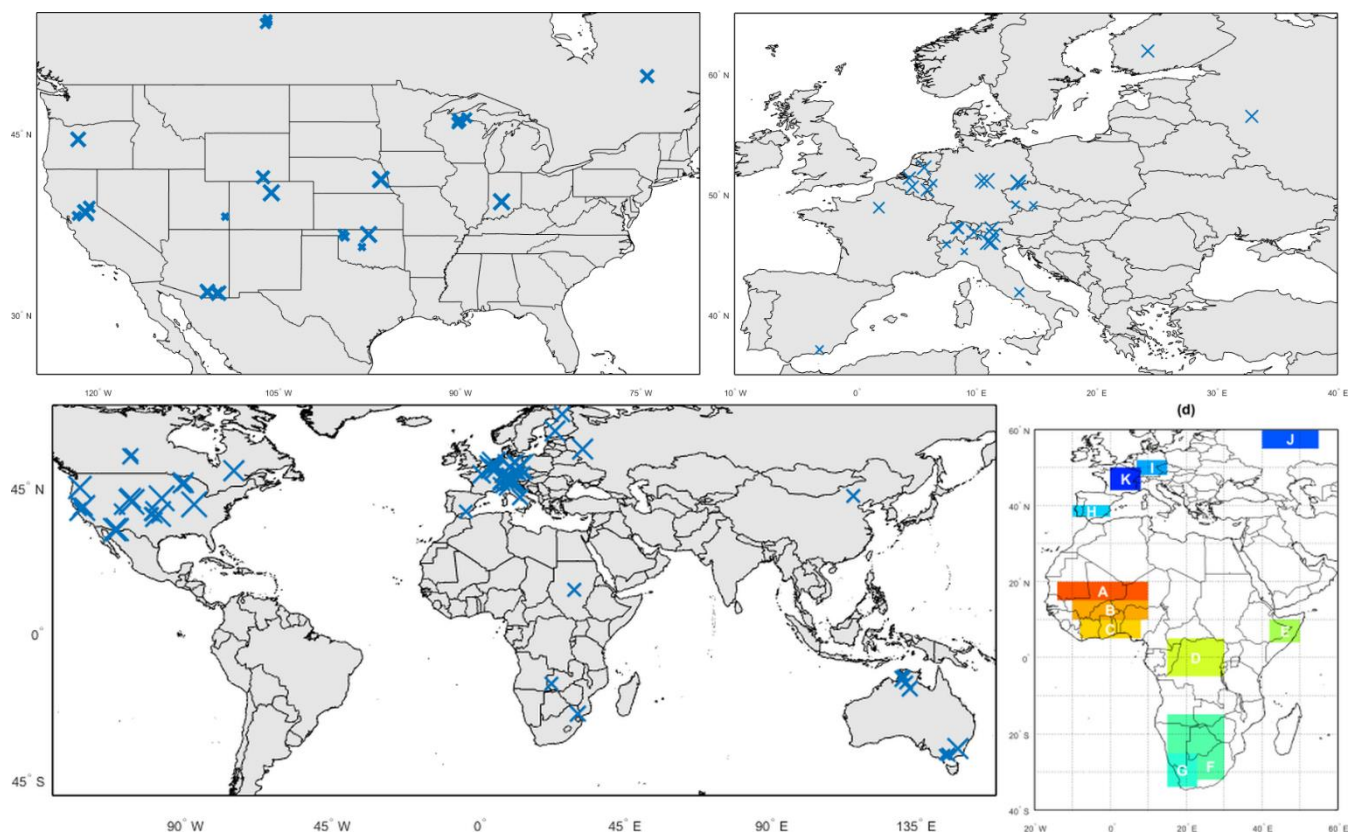 60° N
45° N
50° N
30° N
40° N
120° W
105° W
90° W
75° W
10° W
0° E
10° E
20° E
30° E
40° E
(d)
60° N
J
I
K
45° N
40° N
H
20° N
A
B
C
E
0°
0°
D
20° S
G
F
45° S
40° S
90° W
45° W
0° E
45° E
90° E
135° E
20° W
0° E
20° E
40° E
60° E